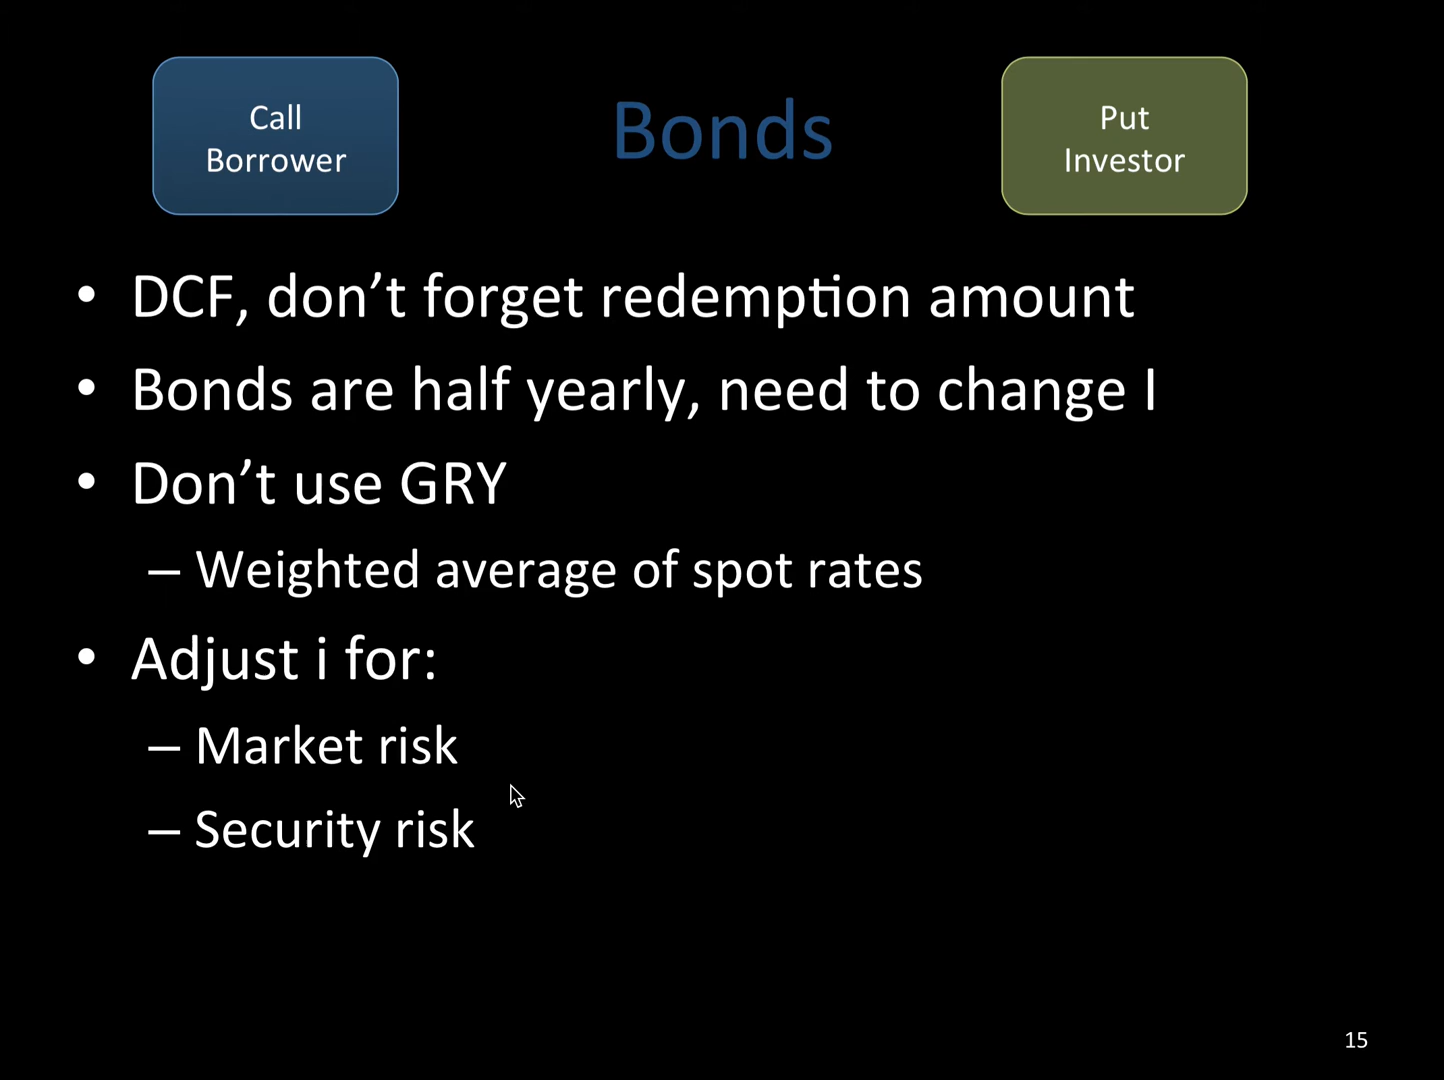 Call
Borrower
Bonds
Put
Investor
• DCF, don’t forget redemption amount
• Bonds are half yearly, need to change I
• Don’t use GRY
– Weighted average of spot rates
• Adjust i for:
– Market risk
– Security risk
15